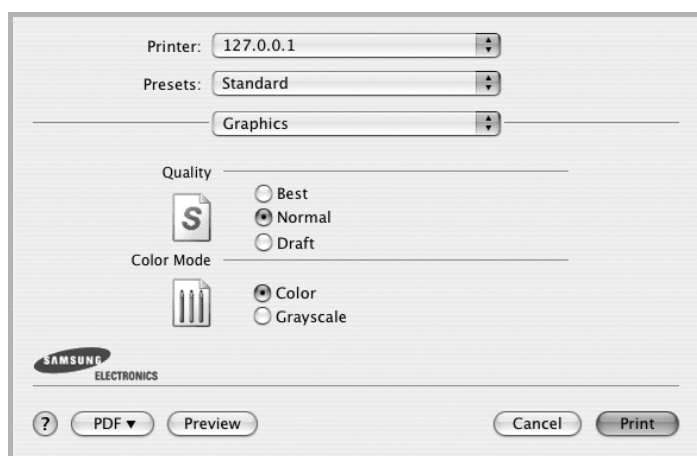 Printer: 127.0.0.1
Presets: Standard
Graphics
Quality
Best
S
Normal
Draft
Color Mode
Color
Grayscale
SAMSUNG
ELECTRONICS
? PDF ▼ Preview Cancel Print